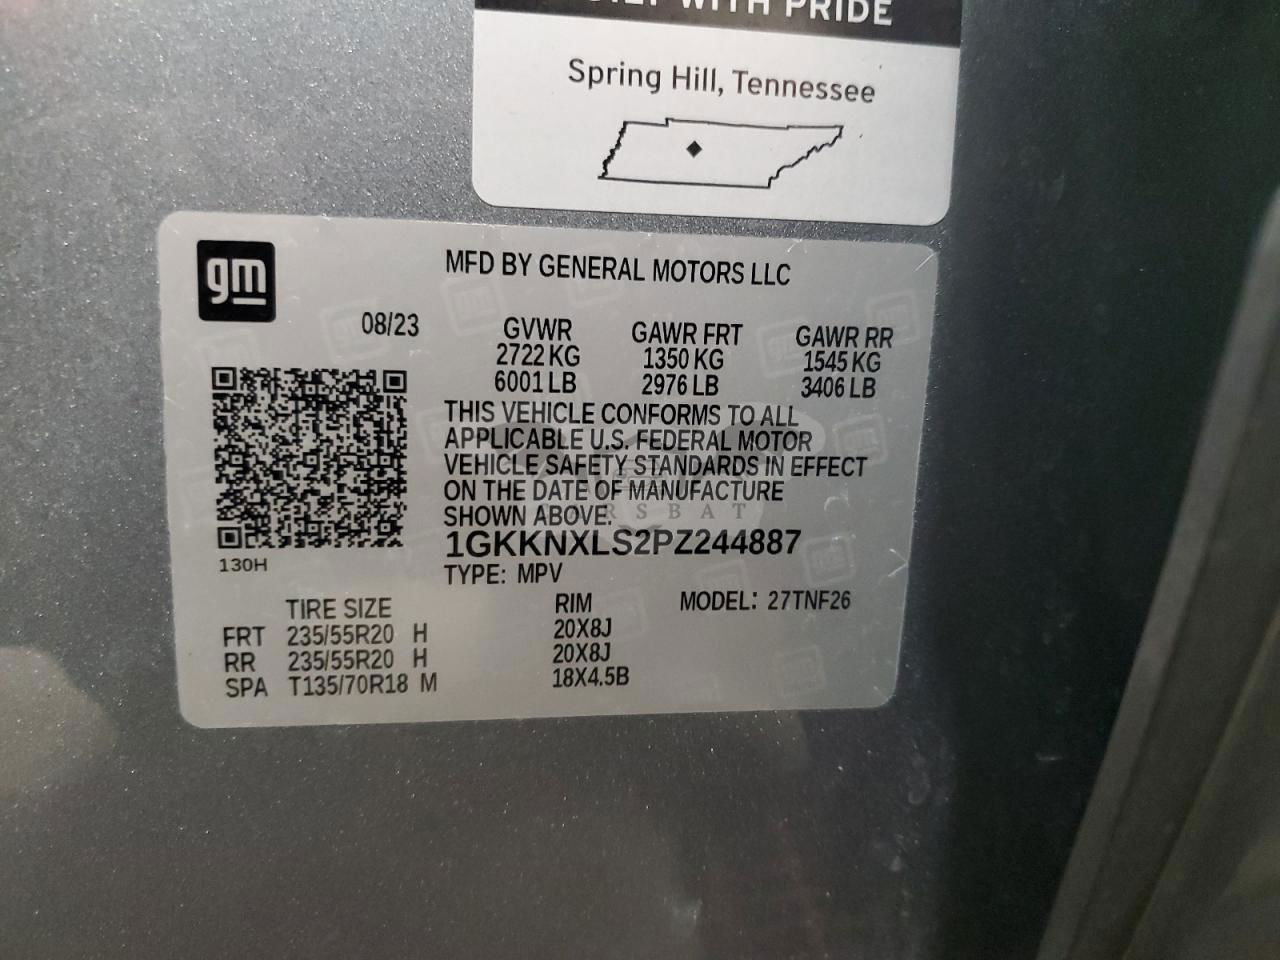 WITH PRIDE
Spring Hill, Tennessee
gm
MFD BY GENERAL MOTORS LLC
08/23
GVWR GAWR FRT GAWR RR
2722 KG 1350 KG 1545 KG
6001 LB 2976 LB 3406 LB
THIS VEHICLE CONFORMS TO ALL
APPLICABLE U.S. FEDERAL MOTOR
VEHICLE SAFETY STANDARDS IN EFFECT
ON THE DATE OF MANUFACTURE
SHOWN ABOVE.
1GKKNXLS2PZ244887
130H
TYPE: MPV
TIRE SIZE RIM MODEL: 27TNF26
FRT 235/55R20 H 20X8J
RR 235/55R20 H 20X8J
SPA T135/70R18 M 18X4.5B